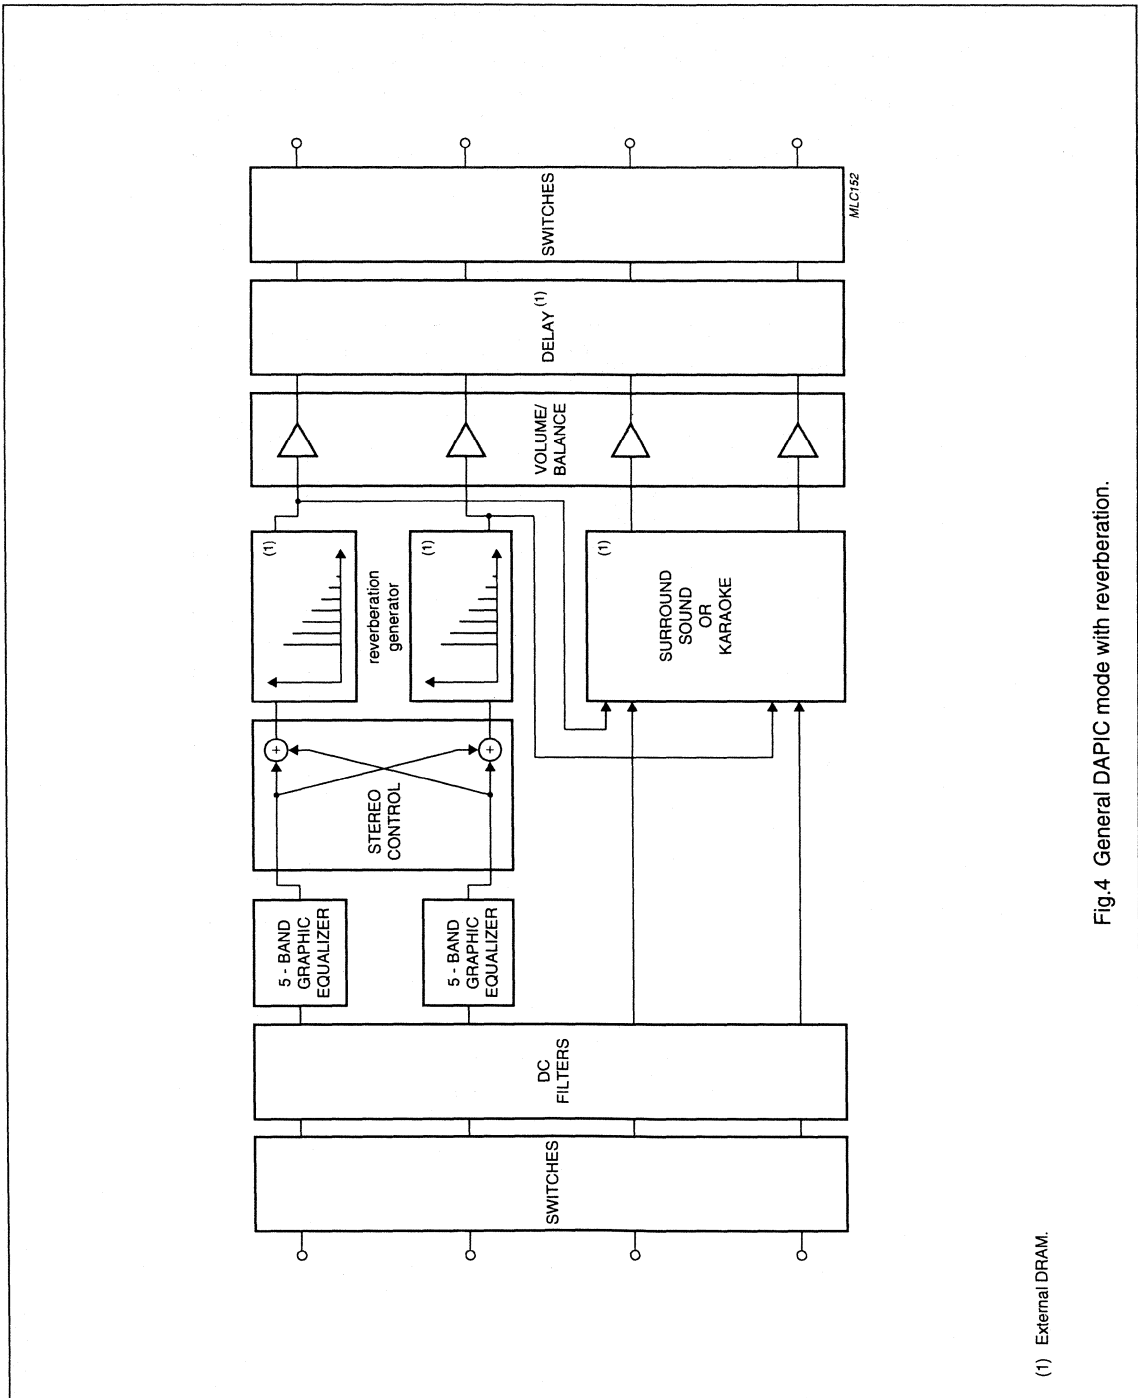 SWITCHES
DC
FILTERS
5 - BAND
GRAPHIC
EQUALIZER
5 - BAND
GRAPHIC
EQUALIZER
STEREO
CONTROL
+
+
(1)
reverberation
generator
(1)
(1)
SURROUND
SOUND
OR
KARAOKE
VOLUME/
BALANCE
DELAY (1)
SWITCHES
MLC152
(1) External DRAM.
Fig.4 General DAPIC mode with reverberation.